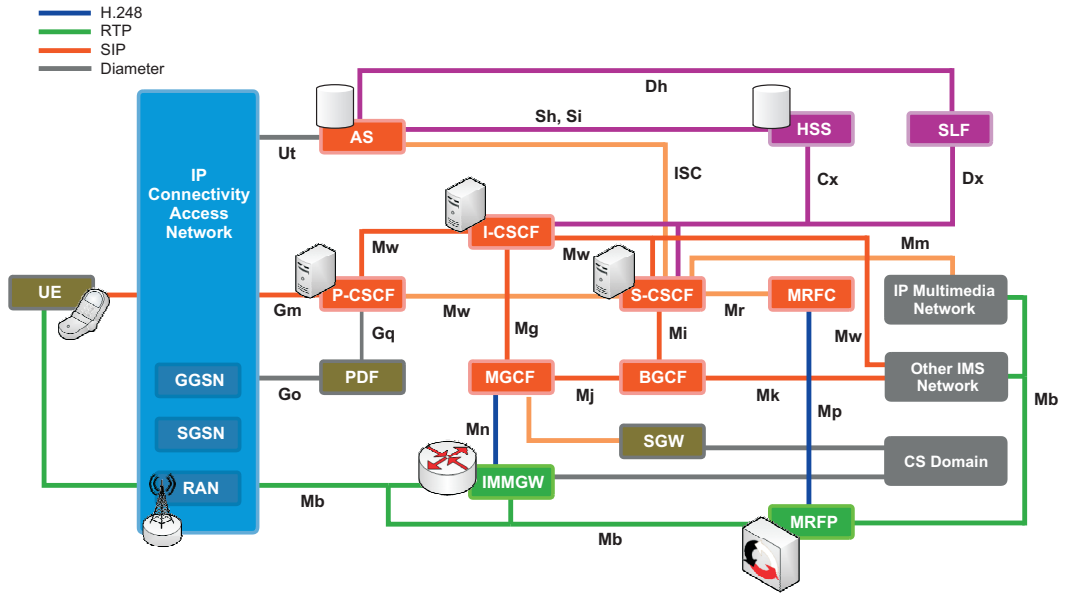 H.248
RTP
SIP
Diameter
Dh
Sh, Si
AS
HSS
SLF
Ut
ISC
Cx
Dx
IP
Connectivity
Access
Network
I-CSCF
Mw
Mw
Mm
UE
P-CSCF
S-CSCF
MRFC
IP Multimedia
Network
Gm
Mw
Mr
Gq
Mg
Mi
Mw
GGSN
PDF
MGCF
BGCF
Other IMS
Network
Go
Mj
Mk
Mb
Mp
SGSN
Mn
SGW
CS Domain
RAN
IMMGW
Mb
MRFP
Mb